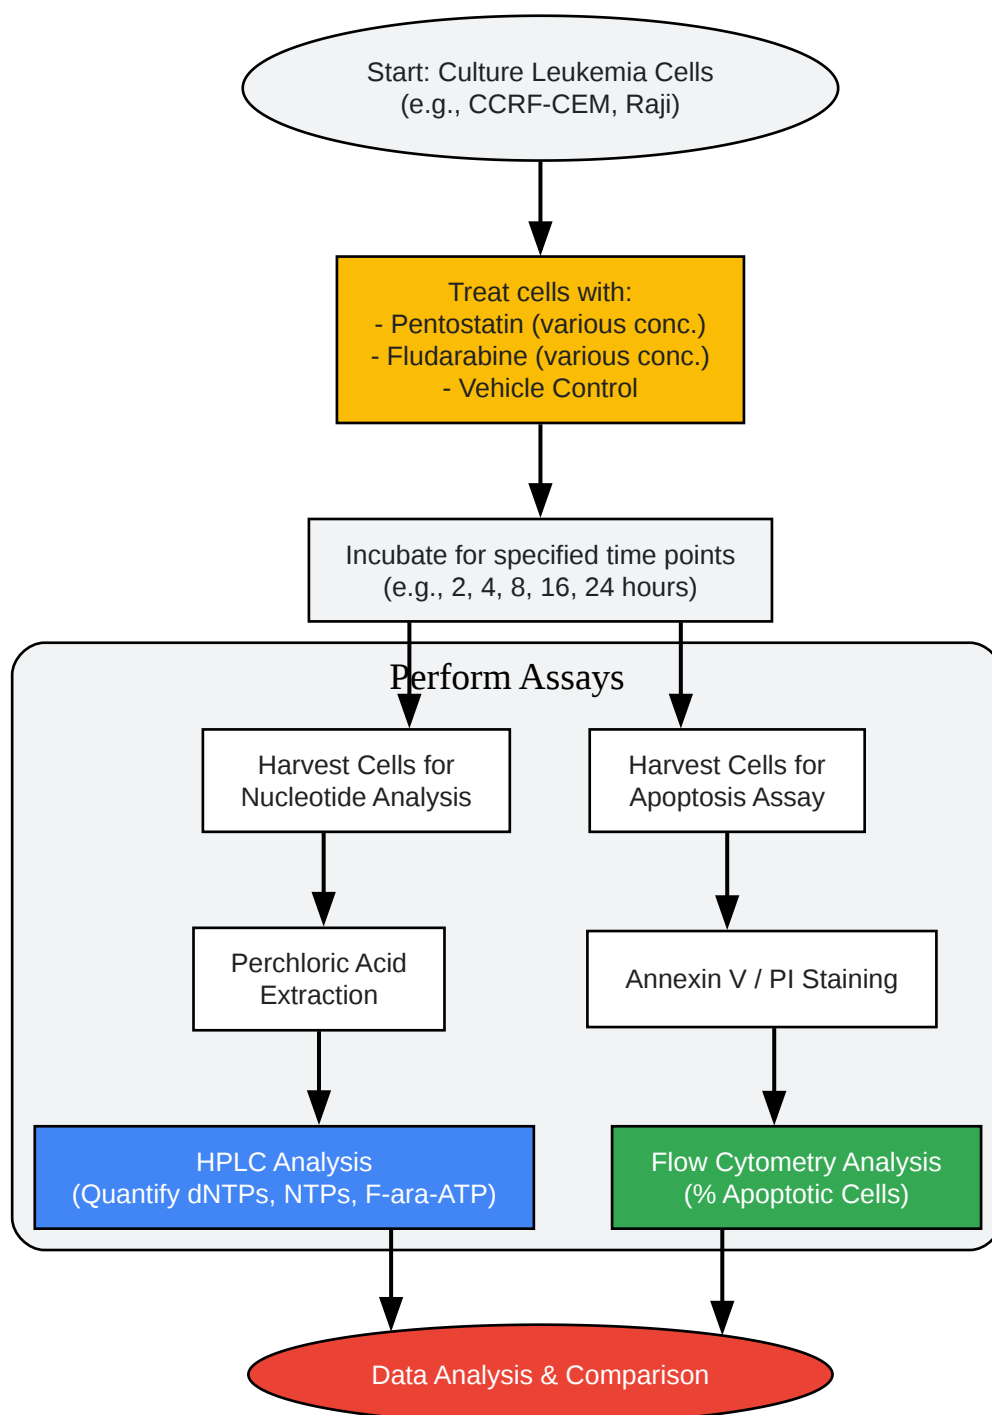 Start: Culture Leukemia Cells
(e.g., CCRF-CEM, Raji)
Treat cells with:
- Pentostatin (various conc.)
- Fludarabine (various conc.)
- Vehicle Control
Incubate for specified time points
(e.g., 2, 4, 8, 16, 24 hours)
Perform Assays
Harvest Cells for
Nucleotide Analysis
Harvest Cells for
Apoptosis Assay
Perchloric Acid
Extraction
Annexin V / PI Staining
HPLC Analysis
(Quantify dNTPs, NTPs, F-ara-ATP)
Flow Cytometry Analysis
(% Apoptotic Cells)
Data Analysis & Comparison